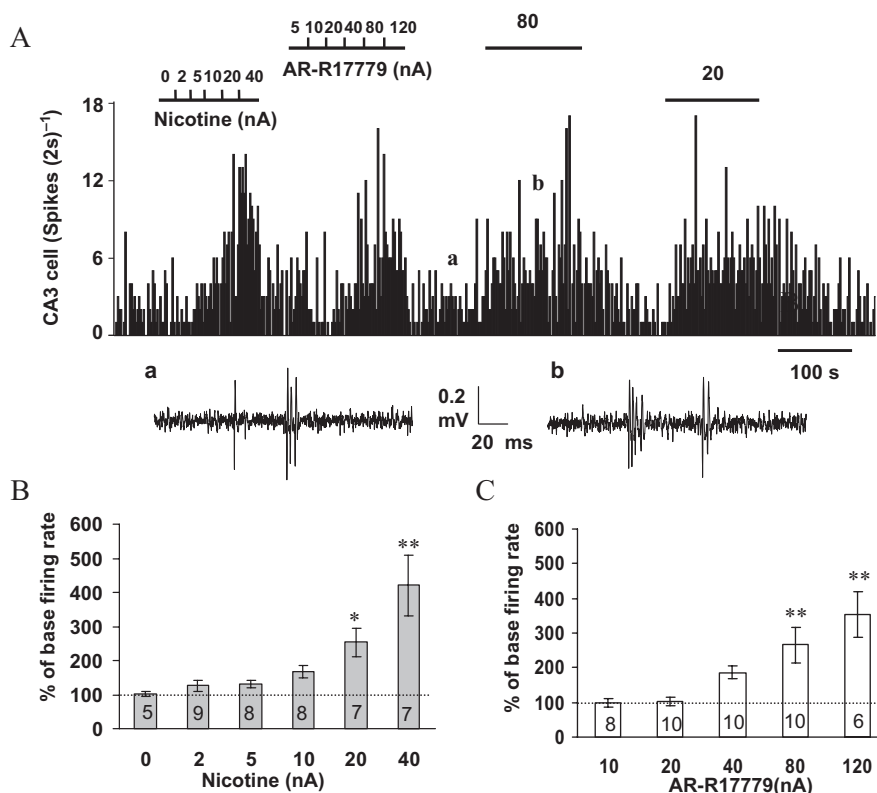 A
5 10 20 40 80 120
AR-R17779 (nA)
80
0 2 5 10 20 40
Nicotine (nA)
20
CA3 cell (Spikes (2s)⁻¹
18
12
6
0
a
b
100 s
a
0.2
mV
20 ms
b
B
% of base firing rate
600
500
400
300
200
100
0
*
**
5 9 8 8 7 7
0 2 5 10 20 40
Nicotine (nA)
C
% of base firing rate
600
500
400
300
200
100
0
**
**
8 10 10 10 6
10 20 40 80 120
AR-R17779(nA)